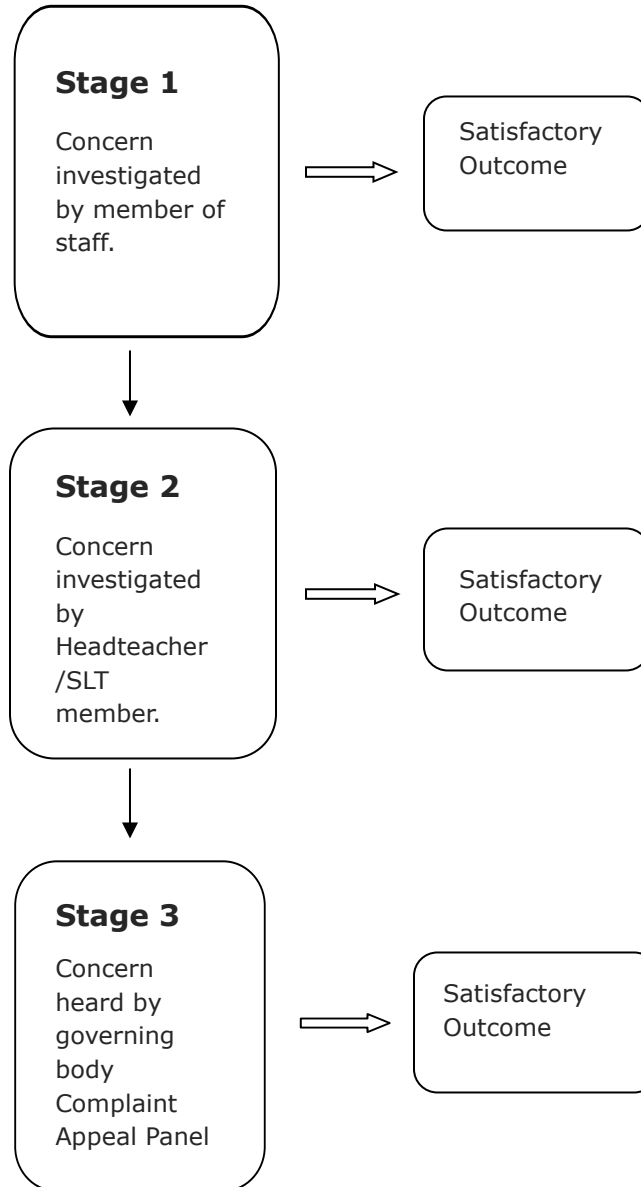 Stage 1
Concern
investigated
by member of
staff.
Satisfactory
Outcome
Stage 2
Concern
investigated
by
Headteacher
/SLT
member.
Satisfactory
Outcome
Stage 3
Concern
heard by
governing
body
Complaint
Appeal Panel
Satisfactory
Outcome